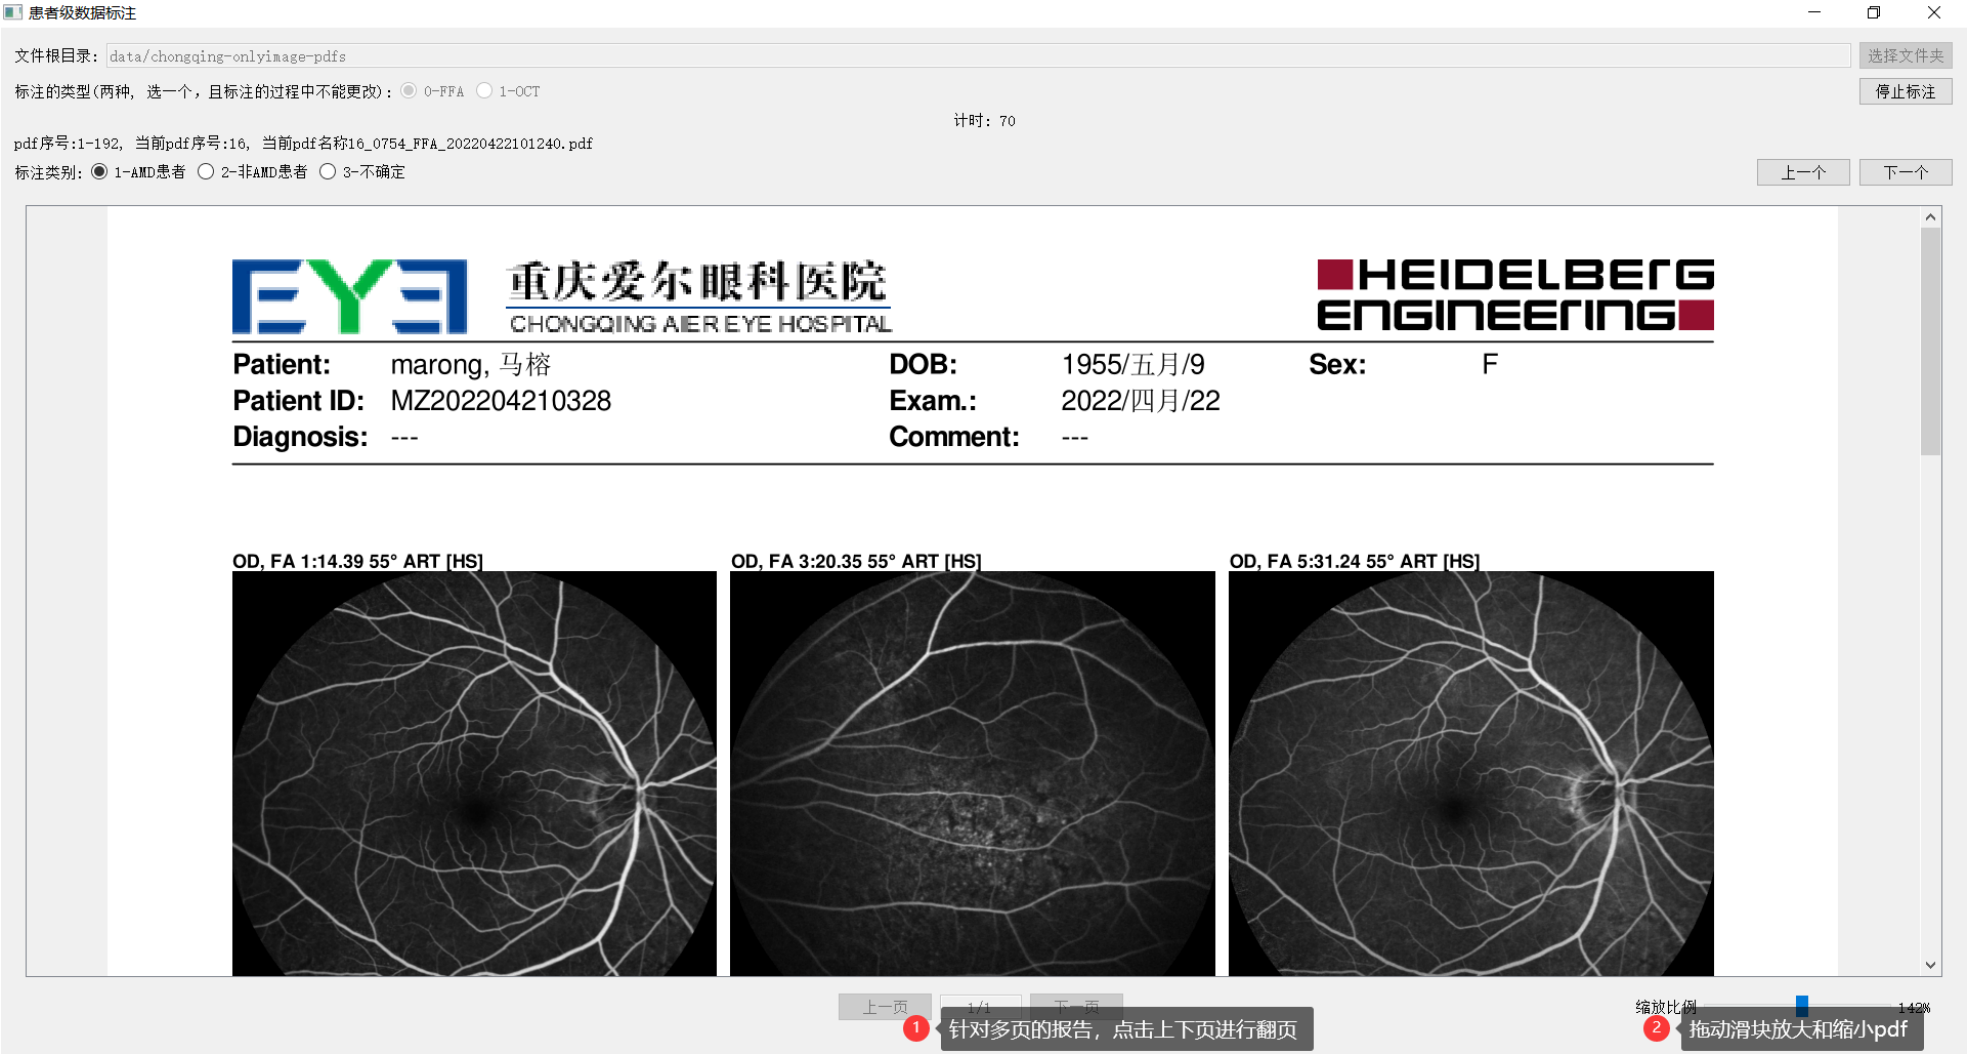 患者级数据标注
文件根目录: data/chongqing-onlyimage-pdfs 选择文件夹
标注的类型(两种, 选一个, 且标注的过程中不能更改): 0-FFA 1-OCT 停止标注
计时: 70
pdf序号:1-192, 当前pdf序号:16, 当前pdf名称16_0754_FFA_20220422101240.pdf
标注类别: 1-AMD患者 2-非AMD患者 3-不确定 上一个 下一个
EYE 重庆爱尔眼科医院 HEIDELBERG
CHONGQING AIER EYE HOSPITAL ENGINEERING
Patient: marong, 马榕 DOB: 1955/五月/9 Sex: F
Patient ID: MZ202204210328 Exam.: 2022/四月/22
Diagnosis: --- Comment: ---
OD, FA 1:14.39 55° ART [HS] OD, FA 3:20.35 55° ART [HS] OD, FA 5:31.24 55° ART [HS]
上一页 1/1 下一页 缩放比例 142%
1 针对多页的报告，点击上下页进行翻页 2 拖动滑块放大和缩小pdf